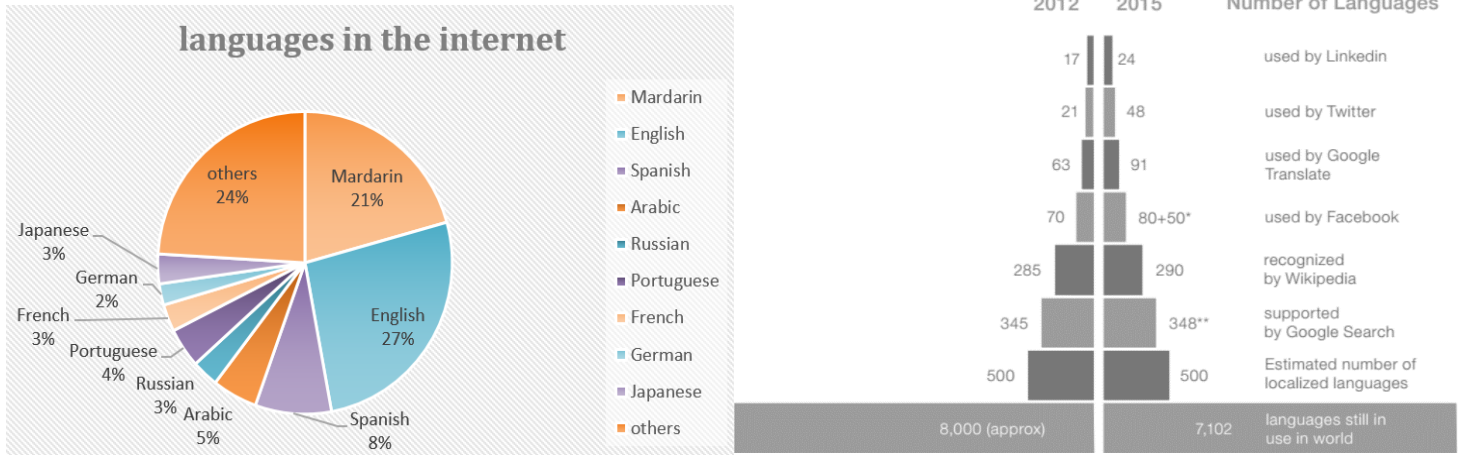 languages in the internet
others
24%
Mardarin
21%
English
27%
Spanish
8%
Arabic
5%
Russian
3%
Portuguese
4%
French
3%
German
2%
Japanese
3%
Mardarin
English
Spanish
Arabic
Russian
Portuguese
French
German
Japanese
others
2012 2015 Number of Languages
17 24 used by Linkedin
21 48 used by Twitter
63 91 used by Google
Translate
70 80+50* used by Facebook
285 290 recognized
by Wikipedia
345 348** supported
by Google Search
500 500 Estimated number of
localized languages
8,000 (approx) 7,102 languages still in
use in world